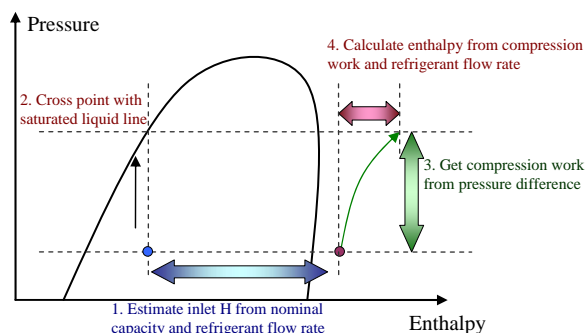 Pressure
4. Calculate enthalpy from compression
work and refrigerant flow rate
2. Cross point with
saturated liquid line
3. Get compression work
from pressure difference
1. Estimate inlet H from nominal
capacity and refrigerant flow rate
Enthalpy